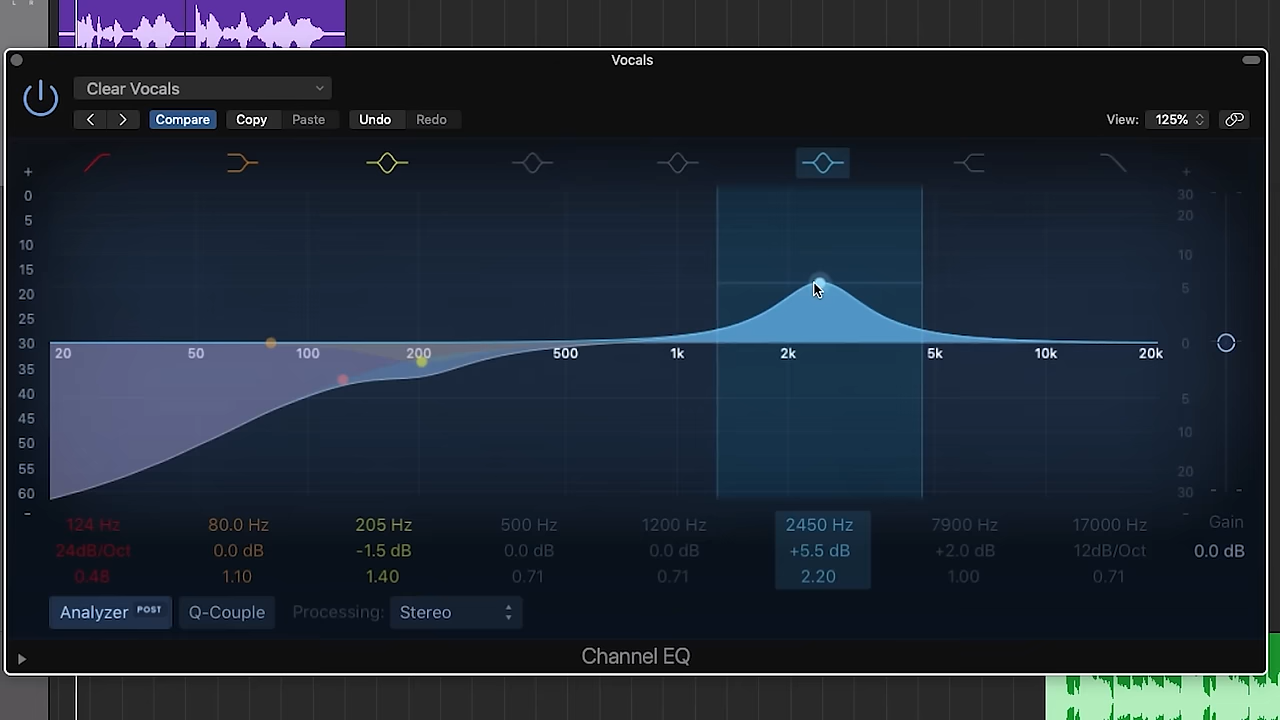 L R
Vocals
Clear Vocals
Compare Copy Paste Undo Redo View: 125%
+ +
0 30
5 20
10 10
15 5
20
25
30 0
20 50 100 200 500 1k 2k 5k 10k 20k
35
40 5
45 10
50
55 20
60 30
- -
124 Hz 80.0 Hz 205 Hz 500 Hz 1200 Hz 2450 Hz 7900 Hz 17000 Hz Gain
24dB/Oct 0.0 dB -1.5 dB 0.0 dB 0.0 dB +5.5 dB +2.0 dB 12dB/Oct 0.0 dB
0.48 1.10 1.40 0.71 0.71 2.20 1.00 0.71
Analyzer POST Q-Couple Processing: Stereo
Channel EQ